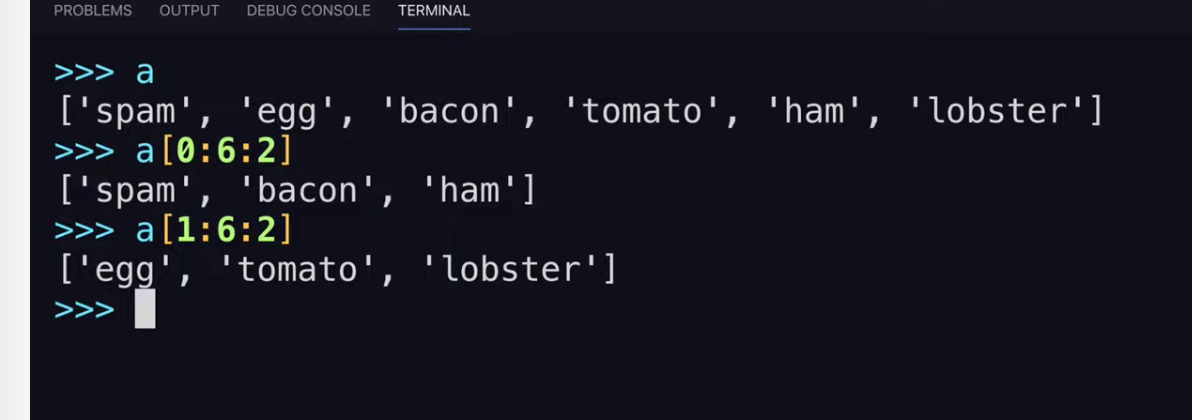 PROBLEMS OUTPUT DEBUG CONSOLE TERMINAL
>>> a
['spam', 'egg', 'bacon', 'tomato', 'ham', 'lobster']
>>> a[0:6:2]
['spam', 'bacon', 'ham']
>>> a[1:6:2]
['egg', 'tomato', 'lobster']
>>>